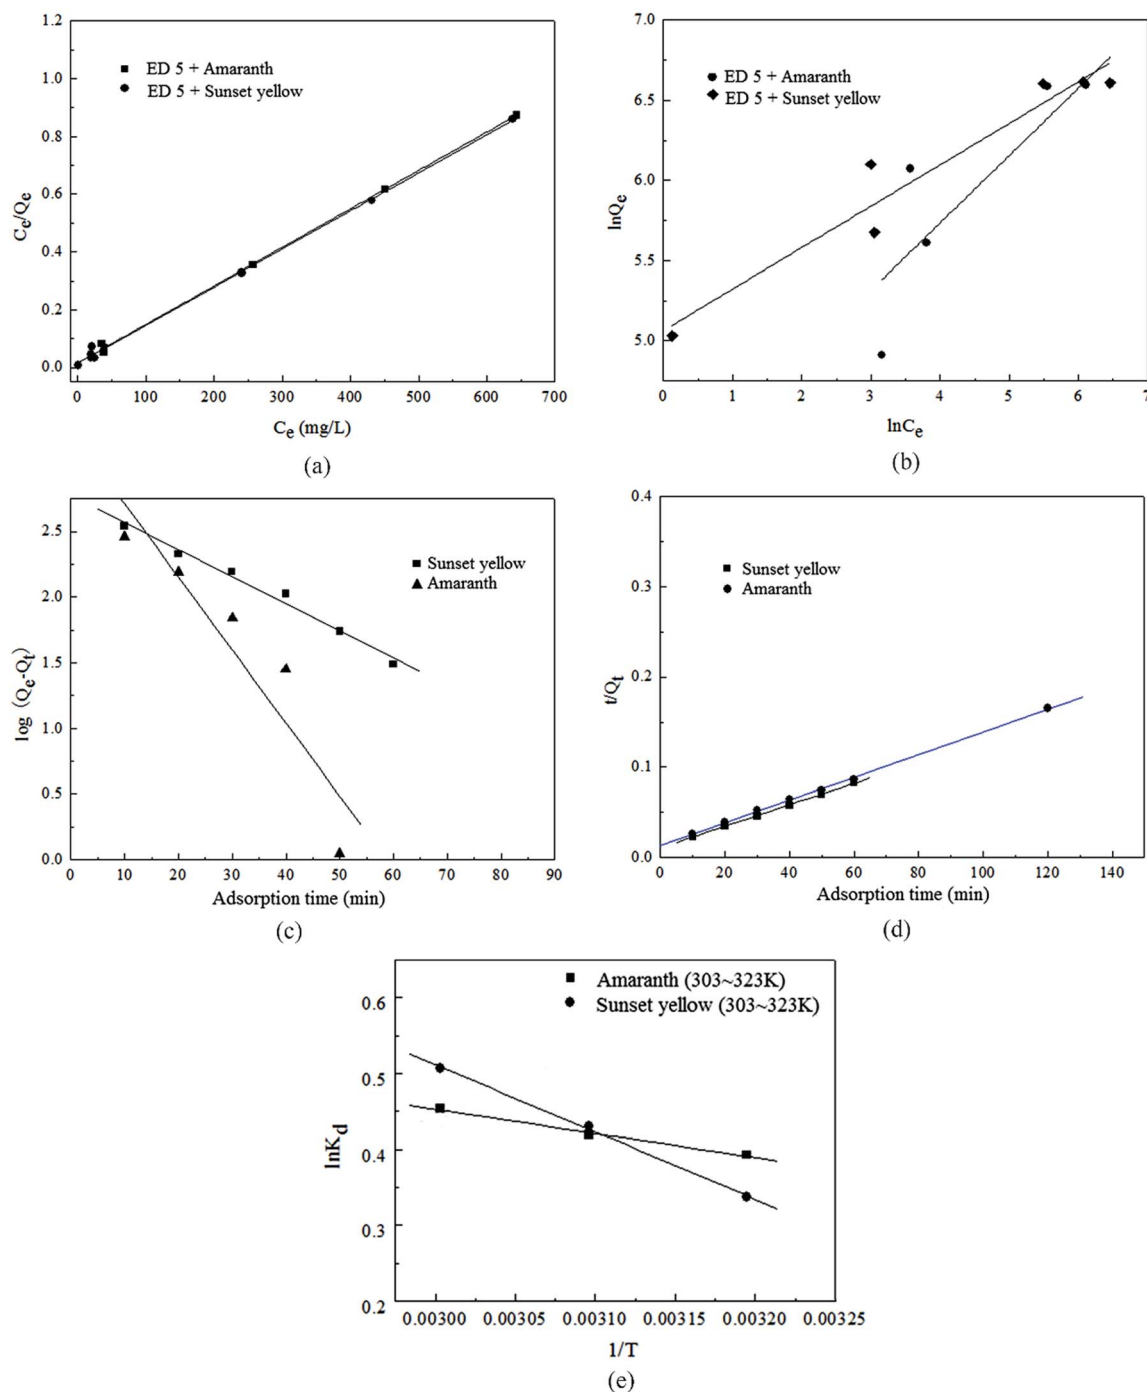 1.2
1.0
0.8
0.6
0.4
0.2
0.0
Ce/Qe
ED 5 + Amaranth
ED 5 + Sunset yellow
0 100 200 300 400 500 600 700
Ce (mg/L)
(a)
7.0
6.5
6.0
5.5
5.0
lnQe
ED 5 + Amaranth
ED 5 + Sunset yellow
0 1 2 3 4 5 6 7
lnCe
(b)
2.5
2.0
1.5
1.0
0.5
0.0
log (Qe-Qt)
Sunset yellow
Amaranth
0 10 20 30 40 50 60 70 80 90
Adsorption time (min)
(c)
0.4
0.3
0.2
0.1
0.0
t/Qt
Sunset yellow
Amaranth
0 20 40 60 80 100 120 140
Adsorption time (min)
(d)
0.6
0.5
0.4
0.3
0.2
lnKd
Amaranth (303~323K)
Sunset yellow (303~323K)
0.00300 0.00305 0.00310 0.00315 0.00320 0.00325
1/T
(e)